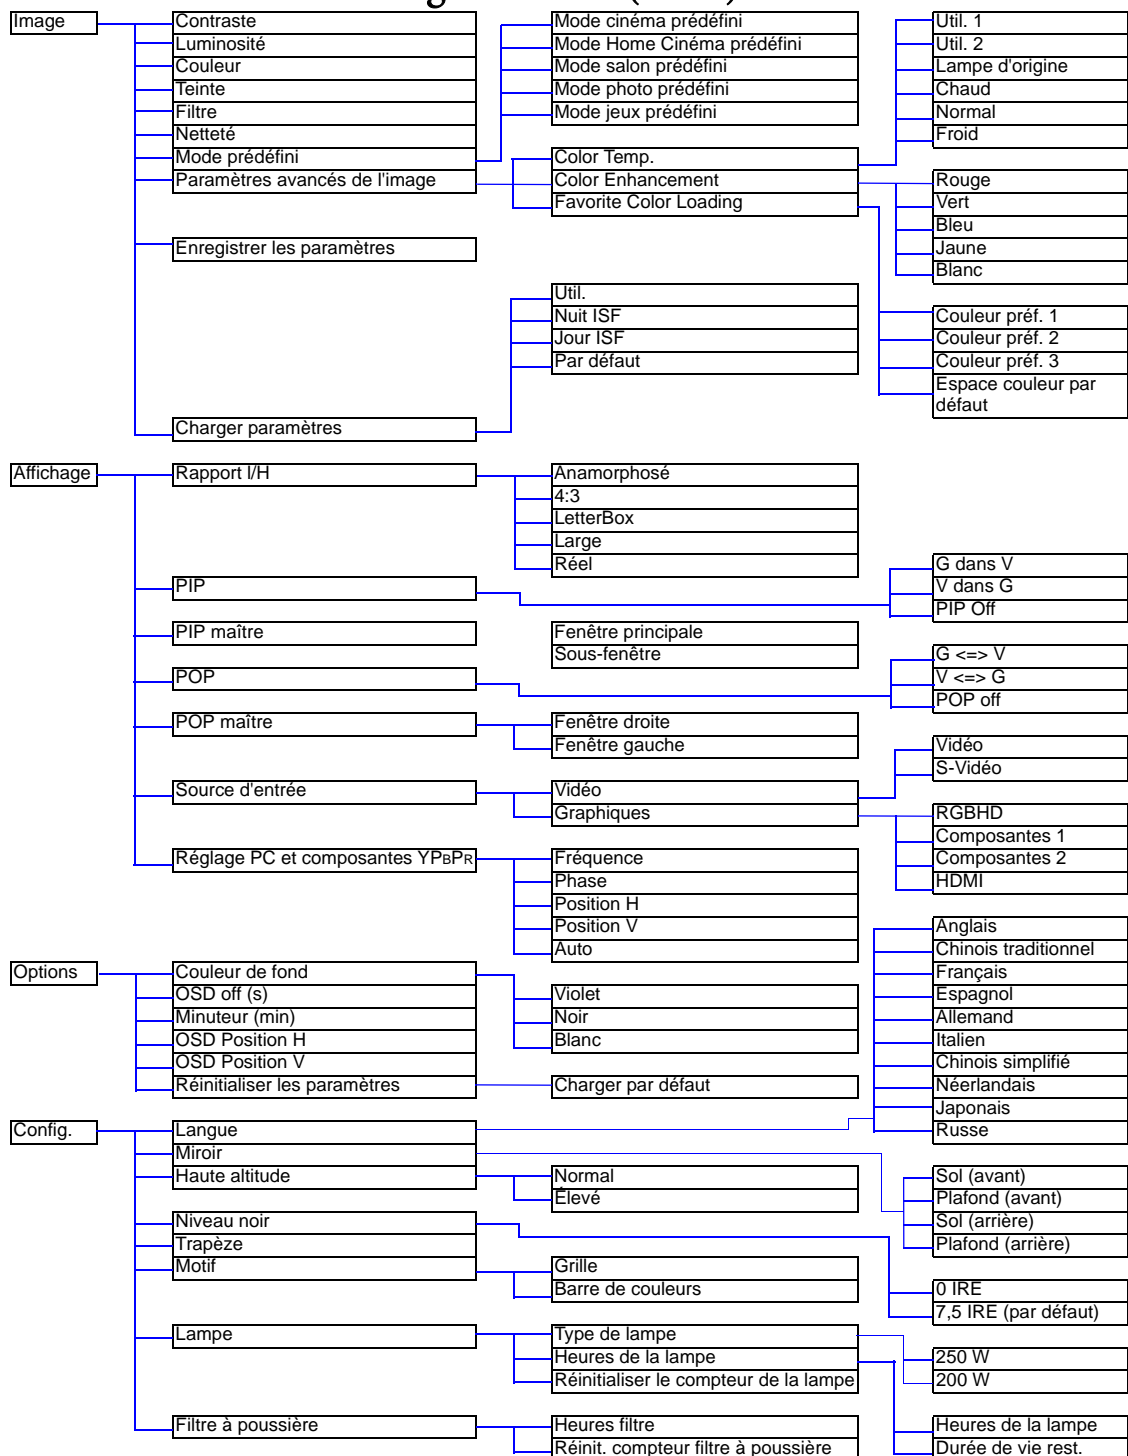 Image
Contraste
Luminosité
Couleur
Teinte
Filtre
Netteté
Mode prédéfini
Paramètres avancés de l'image
Enregistrer les paramètres
Charger paramètres
Mode cinéma prédéfini
Mode Home Cinéma prédéfini
Mode salon prédéfini
Mode photo prédéfini
Mode jeux prédéfini
Color Temp.
Color Enhancement
Favorite Color Loading
Util.
Nuit ISF
Jour ISF
Par défaut
Util. 1
Util. 2
Lampe d'origine
Chaud
Normal
Froid
Rouge
Vert
Bleu
Jaune
Blanc
Couleur préf. 1
Couleur préf. 2
Couleur préf. 3
Espace couleur par
défaut
Affichage
Rapport l/H
PIP
PIP maître
POP
POP maître
Source d'entrée
Réglage PC et composantes YPBPR
Anamorphosé
4:3
LetterBox
Large
Réel
Fenêtre principale
Sous-fenêtre
Fenêtre droite
Fenêtre gauche
Vidéo
Graphiques
Fréquence
Phase
Position H
Position V
Auto
G dans V
V dans G
PIP Off
G <=> V
V <=> G
POP off
Vidéo
S-Vidéo
RGBHD
Composantes 1
Composantes 2
HDMI
Options
Couleur de fond
OSD off (s)
Minuteur (min)
OSD Position H
OSD Position V
Réinitialiser les paramètres
Violet
Noir
Blanc
Charger par défaut
Config.
Langue
Miroir
Haute altitude
Niveau noir
Trapèze
Motif
Lampe
Filtre à poussière
Normal
Élevé
Grille
Barre de couleurs
Type de lampe
Heures de la lampe
Réinitialiser le compteur de la lampe
Heures filtre
Réinit. compteur filtre à poussière
Anglais
Chinois traditionnel
Français
Espagnol
Allemand
Italien
Chinois simplifié
Néerlandais
Japonais
Russe
Sol (avant)
Plafond (avant)
Sol (arrière)
Plafond (arrière)
0 IRE
7,5 IRE (par défaut)
250 W
200 W
Heures de la lampe
Durée de vie rest.